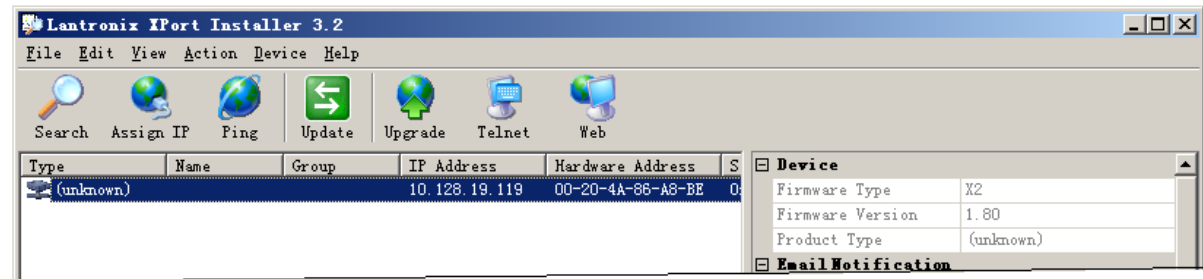 Lantronix XPort Installer 3.2
File Edit View Action Device Help
Search Assign IP Ping Update Upgrade Telnet Web
Type Name Group IP Address Hardware Address S
(unknown) 10.128.19.119 00-20-4A-86-A8-BE 0:
Device
Firmware Type X2
Firmware Version 1.80
Product Type (unknown)
Email Notification